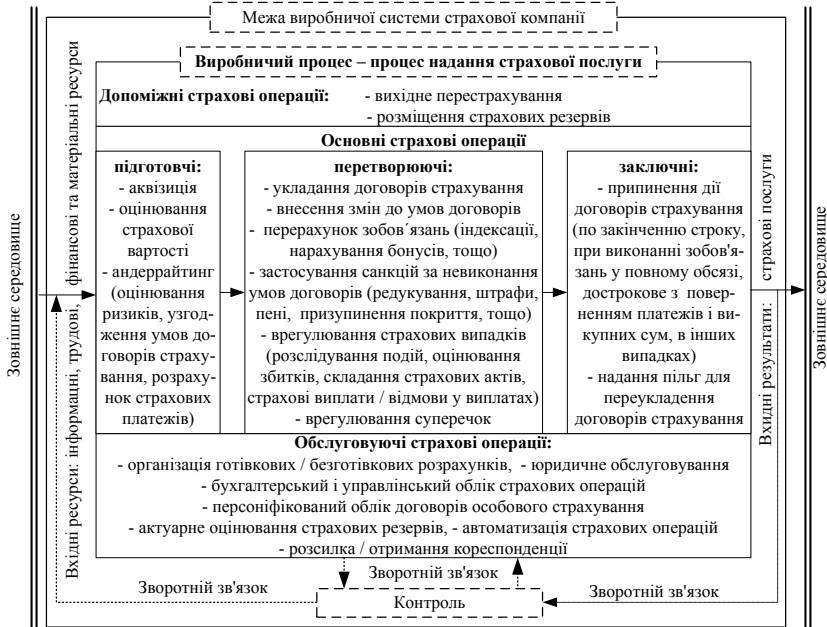 Межа виробничої системи страхової компанії
Виробничий процес – процес надання страхової послуги
Допоміжні страхові операції: - вихідне перестрахування
- розміщення страхових резервів
Основні страхові операції
підготовчі:
- аквізиція
- оцінювання
страхової
вартості
- андеррайтинг
(оцінювання
ризиків, узгод-
ження умов до-
говорів страху-
вання, розраху-
нок страхових
платежів)
перетворюючі:
- укладання договорів страхування
- внесення змін до умов договорів
- перерахунок зобов´язань (індексації,
нарахування бонусів, тощо)
- застосування санкцій за невиконання
умов договорів (редукування, штрафи,
пені, призупинення покриття, тощо)
- врегулювання страхових випадків
(розслідування подій, оцінювання
збитків, складання страхових актів,
страхові виплати / відмови у виплатах)
- врегулювання суперечок
заключні:
- припинення дії
договорів страхування
(по закінченню строку,
при виконанні зобов'я-
зань у повному обсязі,
дострокове з повер-
ненням платежів і ви-
купних сум, в інших
випадках)
- надання пільг для
переукладення
договорів страхування
Обслуговуючі страхові операції:
- організація готівкових / безготівкових розрахунків, - юридичне обслуговування
- бухгалтерський і управлінський облік страхових операцій
- персоніфікований облік договорів особового страхування
- актуарне оцінювання страхових резервів, - автоматизація страхових операцій
- розсилка / отримання кореспонденції
Зворотній зв'язок
Зворотній зв'язок
Зворотній зв'язок
Контроль
Зовнішнє середовище
Вхідні ресурси: інформацні, трудові, фінансові та матеріальні ресурси
Вхидні результати: страхові послуги
Зовнішнє середовище